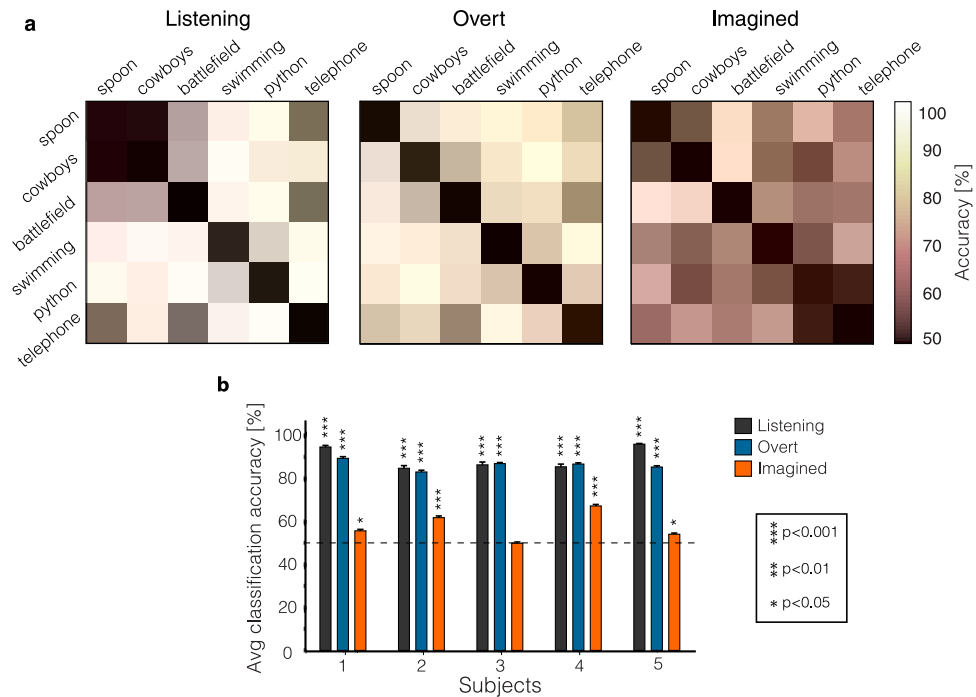 a
Listening
Overt
Imagined
spoon cowboys battlefield swimming python telephone
spoon cowboys battlefield swimming python telephone
spoon cowboys battlefield swimming python telephone
spoon
cowboys
battlefield
swimming
python
telephone
100
90
80
70
60
50
Accuracy [%]
b
Avg classification accuracy [%]
100
80
60
40
20
0
*** *** *
*** *** ***
*** ***
*** *** ***
*** *** *
1 2 3 4 5
Subjects
Listening
Overt
Imagined
*** p<0.001
** p<0.01
* p<0.05